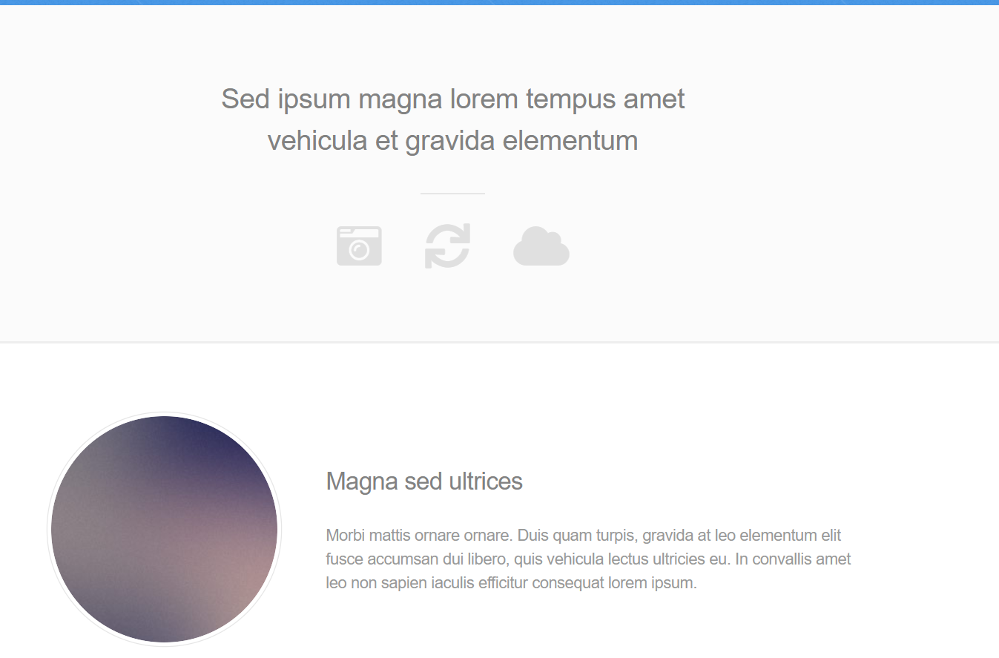 Sed ipsum magna lorem tempus amet
vehicula et gravida elementum
Magna sed ultrices
Morbi mattis ornare ornare. Duis quam turpis, gravida at leo elementum elit
fusce accumsan dui libero, quis vehicula lectus ultricies eu. In convallis amet
leo non sapien iaculis efficitur consequat lorem ipsum.